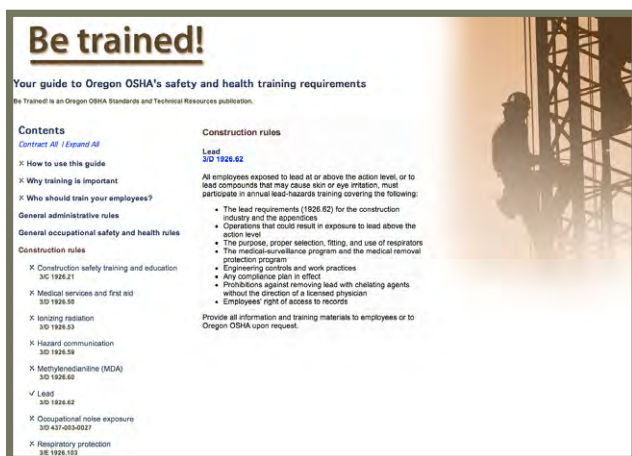 Be trained!
Your guide to Oregon OSHA's safety and health training requirements
Be Trained! is an Oregon OSHA Standards and Technical Resources publication.
Contents
Contract All | Expand All
X How to use this guide
X Why training is important
X Who should train your employees?
General administrative rules
General occupational safety and health rules
Construction rules
X Construction safety training and education
3/C 1926.21
X Medical services and first aid
3/D 1926.50
X Ionizing radiation
3/D 1926.53
X Hazard communication
3/D 1926.59
X Methylenedianiline (MDA)
3/D 1926.60
✓ Lead
3/D 1926.62
X Occupational noise exposure
3/D 437-003-0027
X Respiratory protection
3/E 1926.103
Construction rules
Lead
3/D 1926.62
All employees exposed to lead at or above the action level, or to
lead compounds that may cause skin or eye irritation, must
participate in annual lead-hazards training covering the following:
• The lead requirements (1926.62) for the construction
industry and the appendices
• Operations that could result in exposure to lead above the
action level
• The purpose, proper selection, fitting, and use of respirators
• The medical-surveillance program and the medical removal
protection program
• Engineering controls and work practices
• Any compliance plan in effect
• Prohibitions against removing lead with chelating agents
without the direction of a licensed physician
• Employees' right of access to records
Provide all information and training materials to employees or to
Oregon OSHA upon request.